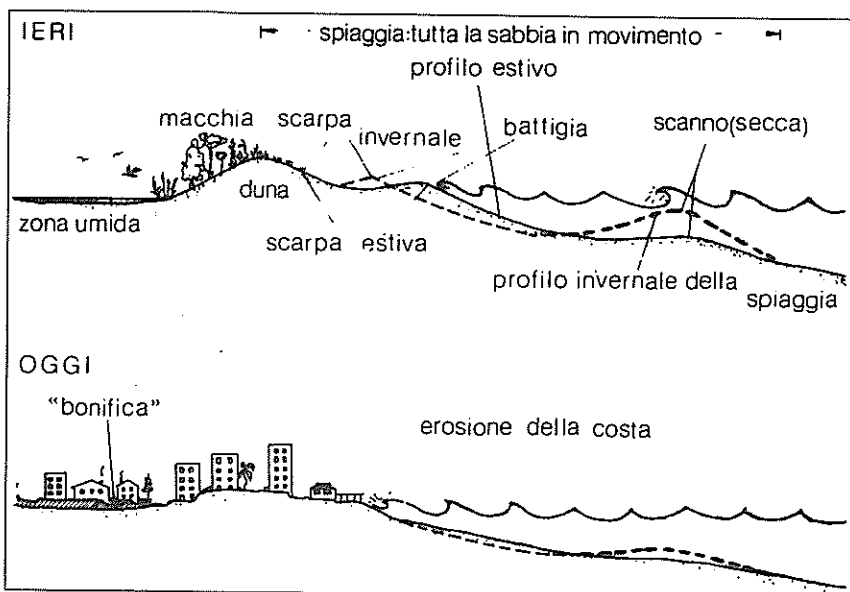 IERI
spiaggia:tutta la sabbia in movimento
profilo estivo
macchia scarpa invernale battigia scanno(secca)
duna
zona umida
scarpa estiva
profilo invernale della spiaggia
OGGI
"bonifica"
erosione della costa